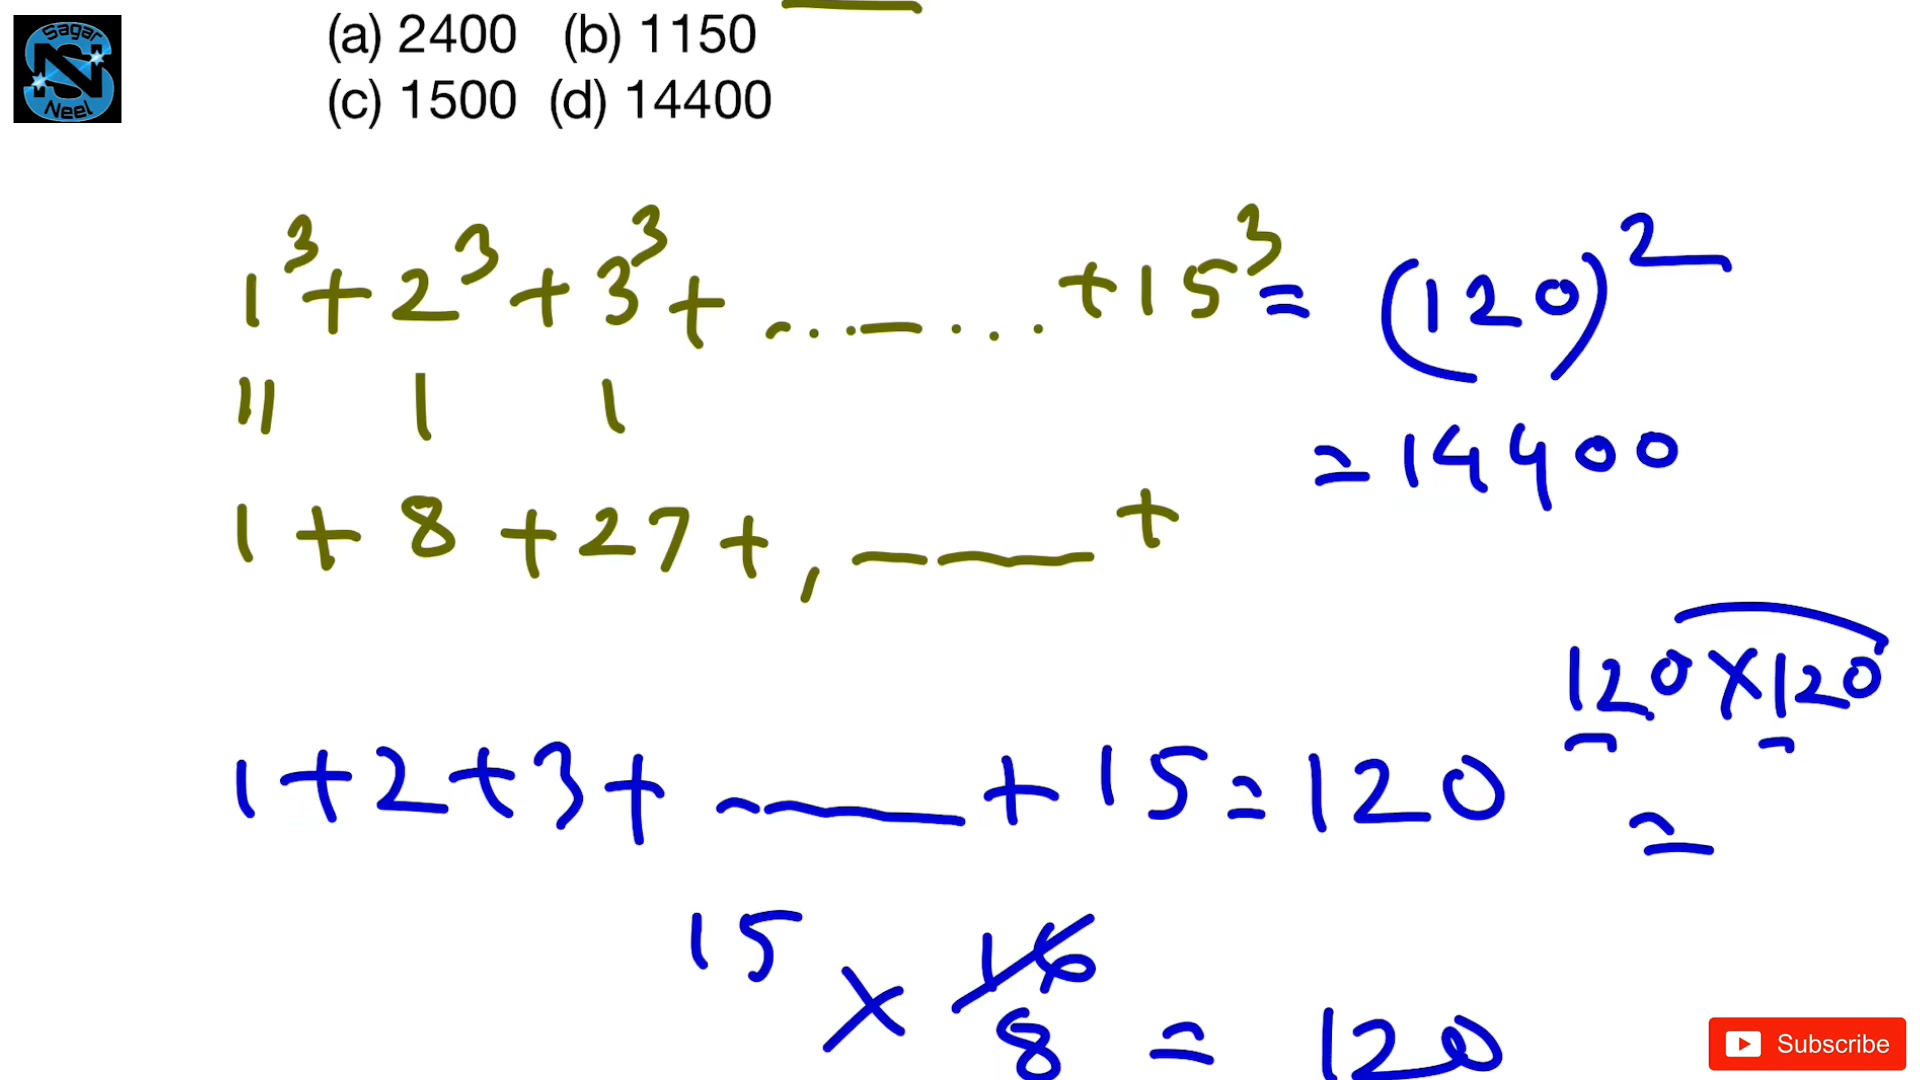 Sagar
N
Neel
(a) 2400 (b) 1150
(c) 1500 (d) 14400
1³ + 2³ + 3³ + ........ + 15³ = (120)²
= 14400
1 + 8 + 27 + , —— +
120 × 120
=
1 + 2 + 3 + —— + 15 = 120
15 × 16
8 = 120
Subscribe